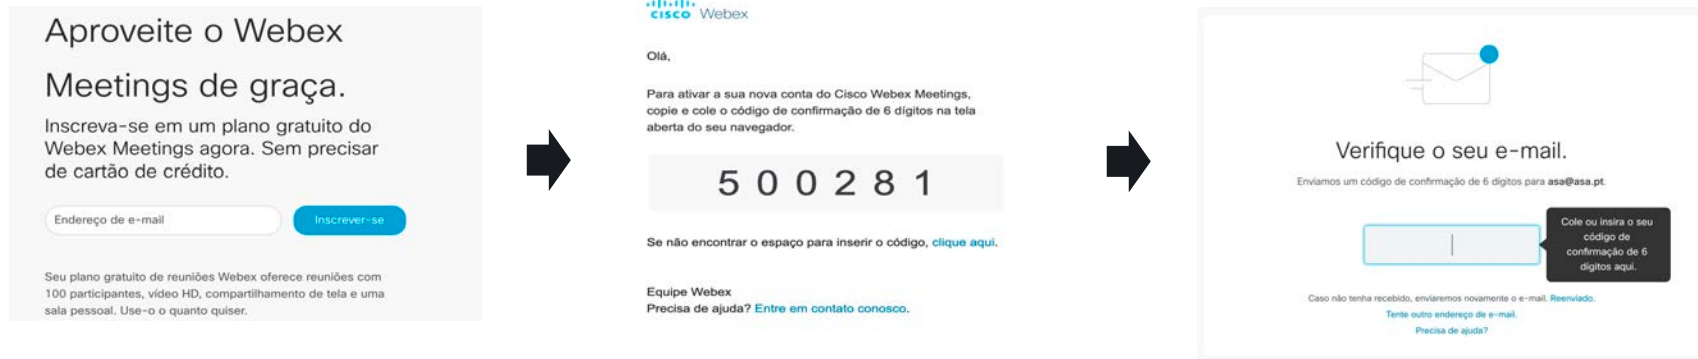 Aproveite o Webex
Meetings de graça.
Inscreva-se em um plano gratuito do
Webex Meetings agora. Sem precisar
de cartão de crédito.
Endereço de e-mail
Inscrever-se
Seu plano gratuito de reuniões Webex oferece reuniões com
100 participantes, vídeo HD, compartilhamento de tela e uma
sala pessoal. Use-o o quanto quiser.
CISCO Webex
Olá,
Para ativar a sua nova conta do Cisco Webex Meetings,
copie e cole o código de confirmação de 6 dígitos na tela
aberta do seu navegador.
500281
Se não encontrar o espaço para inserir o código, clique aqui.
Equipe Webex
Precisa de ajuda? Entre em contato conosco.
Verifique o seu e-mail.
Enviamos um código de confirmação de 6 dígitos para asa@asa.pt.
Cole ou insira o seu
código de
confirmação de 6
dígitos aqui.
Caso não tenha recebido, enviaremos novamente o e-mail. Reenviado.
Tente outro endereço de e-mail.
Precisa de ajuda?